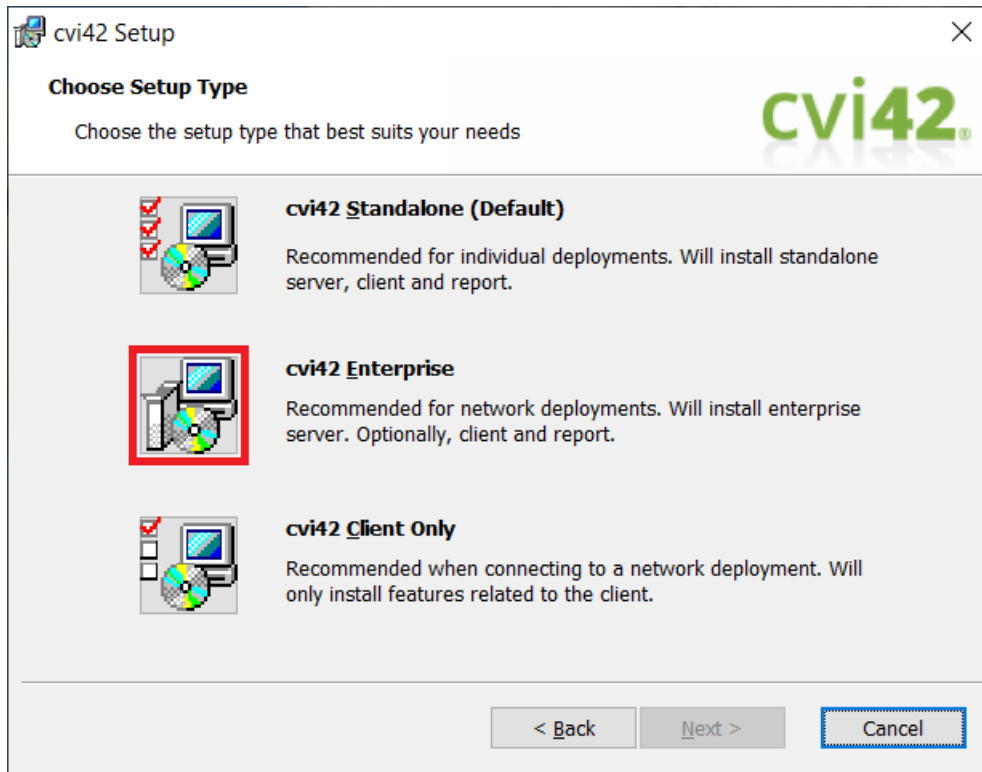 cvi42 Setup
Choose Setup Type
Choose the setup type that best suits your needs
cvi42®
cvi42 Standalone (Default)
Recommended for individual deployments. Will install standalone
server, client and report.
cvi42 Enterprise
Recommended for network deployments. Will install enterprise
server. Optionally, client and report.
cvi42 Client Only
Recommended when connecting to a network deployment. Will
only install features related to the client.
< Back
Next >
Cancel